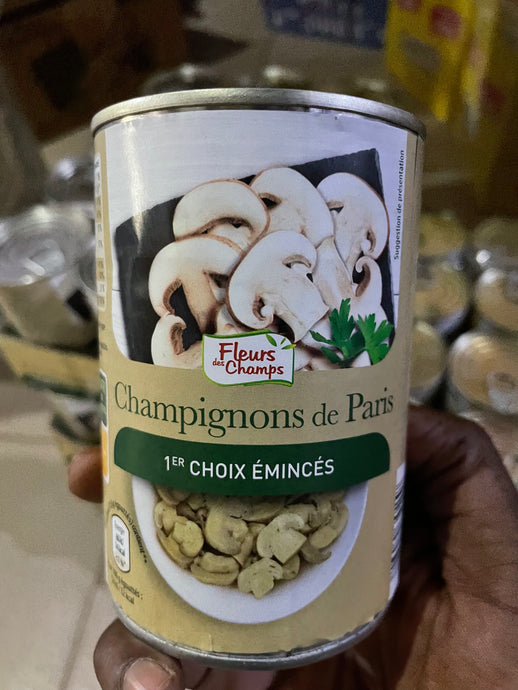 Suggestion de présentation
Fleurs
des Champs
Champignons de Paris
1ER CHOIX ÉMINCÉS